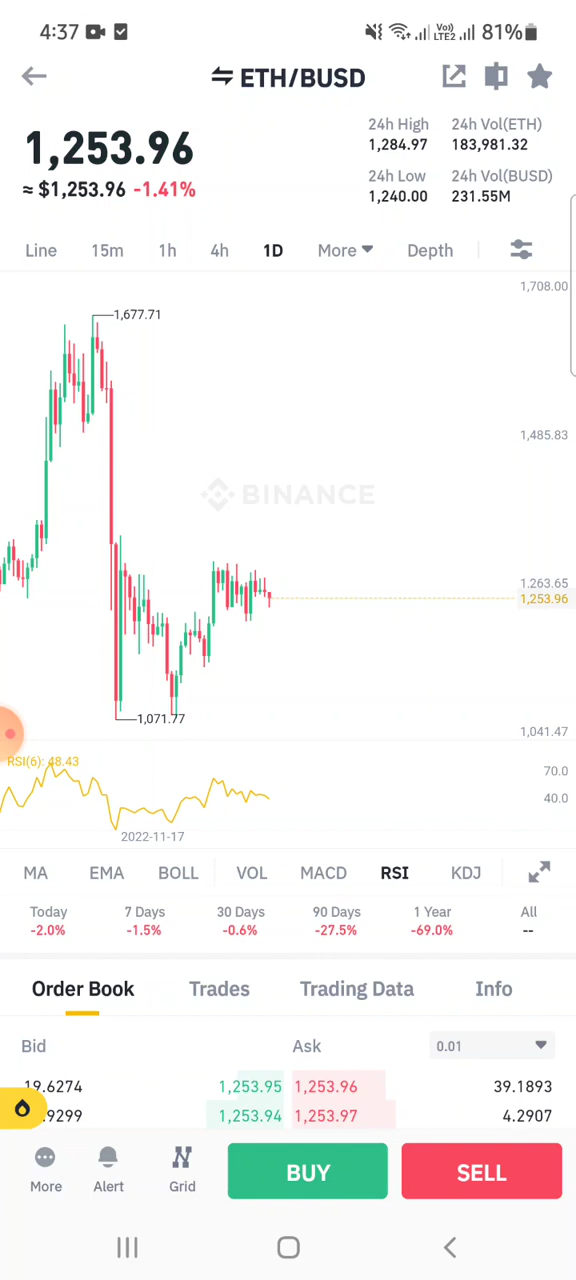 4:37
Vo)) LTE2 81%
ETH/BUSD
1,253.96
≈ $1,253.96 -1.41%
24h High
1,284.97
24h Vol(ETH)
183,981.32
24h Low
1,240.00
24h Vol(BUSD)
231.55M
Line 15m 1h 4h 1D More Depth
1,708.00
1,677.71
1,485.83
BINANCE
1,263.65
1,253.96
1,071.77
1,041.47
RSI(6): 48.43
70.0
40.0
2022-11-17
MA EMA BOLL VOL MACD RSI KDJ
Today 7 Days 30 Days 90 Days 1 Year All
-2.0% -1.5% -0.6% -27.5% -69.0% --
Order Book Trades Trading Data Info
Bid Ask 0.01
19.6274 1,253.95 1,253.96 39.1893
.9299 1,253.94 1,253.97 4.2907
More Alert Grid BUY SELL